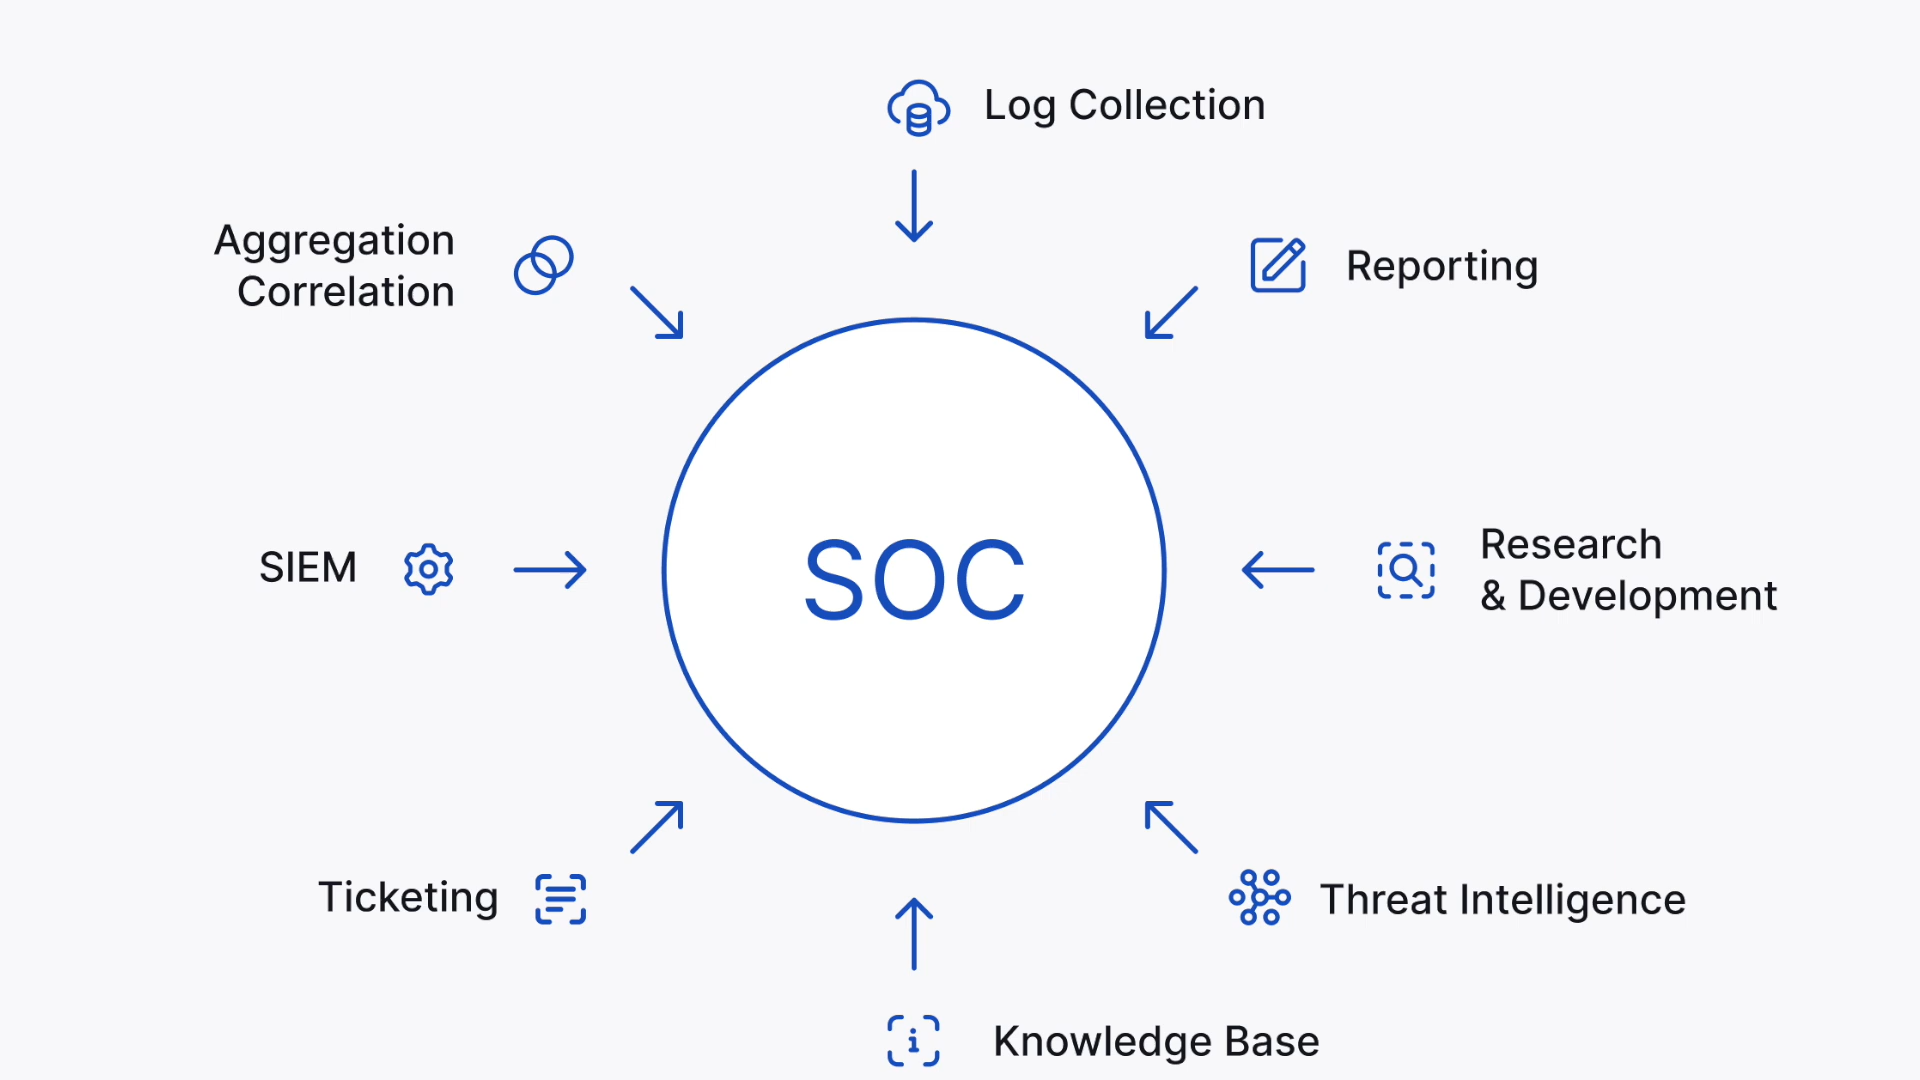 Log Collection
Aggregation
Correlation
Reporting
SOC
SIEM
Research
& Development
Ticketing
Threat Intelligence
Knowledge Base